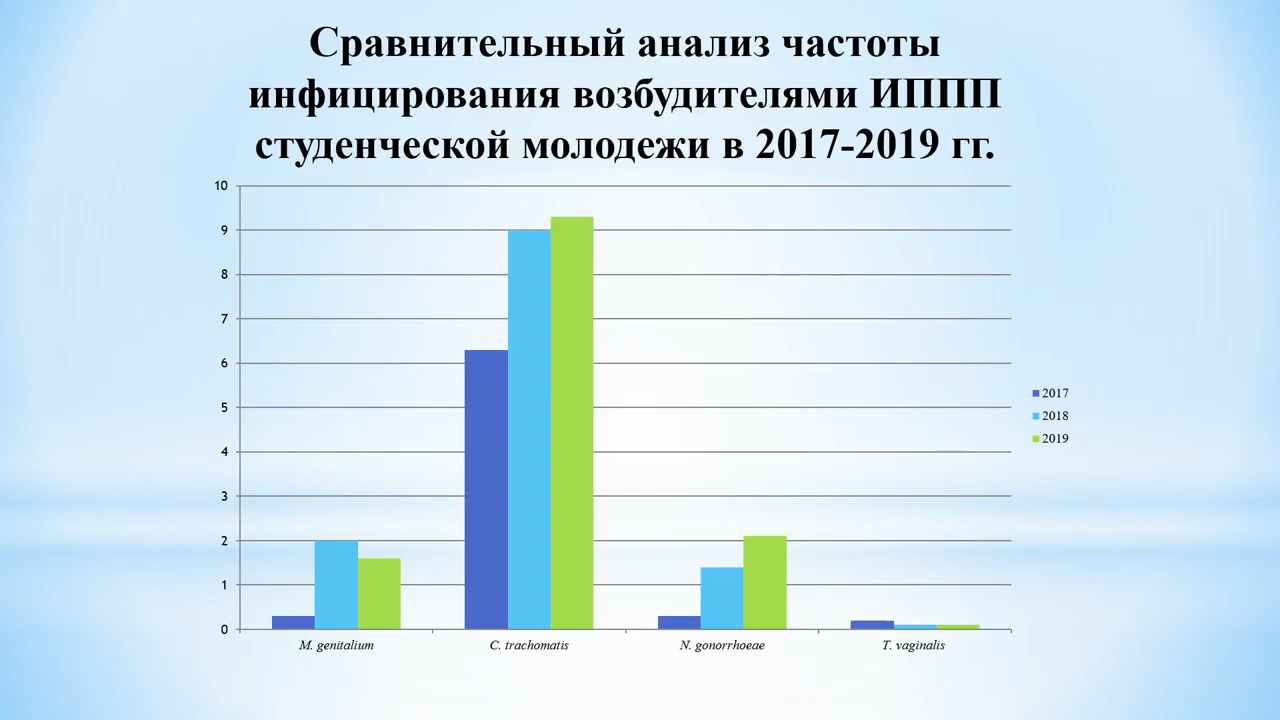 Сравнительный анализ частоты
инфицирования возбудителями ИППП
студенческой молодежи в 2017-2019 гг.
10
9
8
7
6
5
4
3
2
1
0
M. genitalium
C. trachomatis
N. gonorrhoeae
T. vaginalis
2017
2018
2019